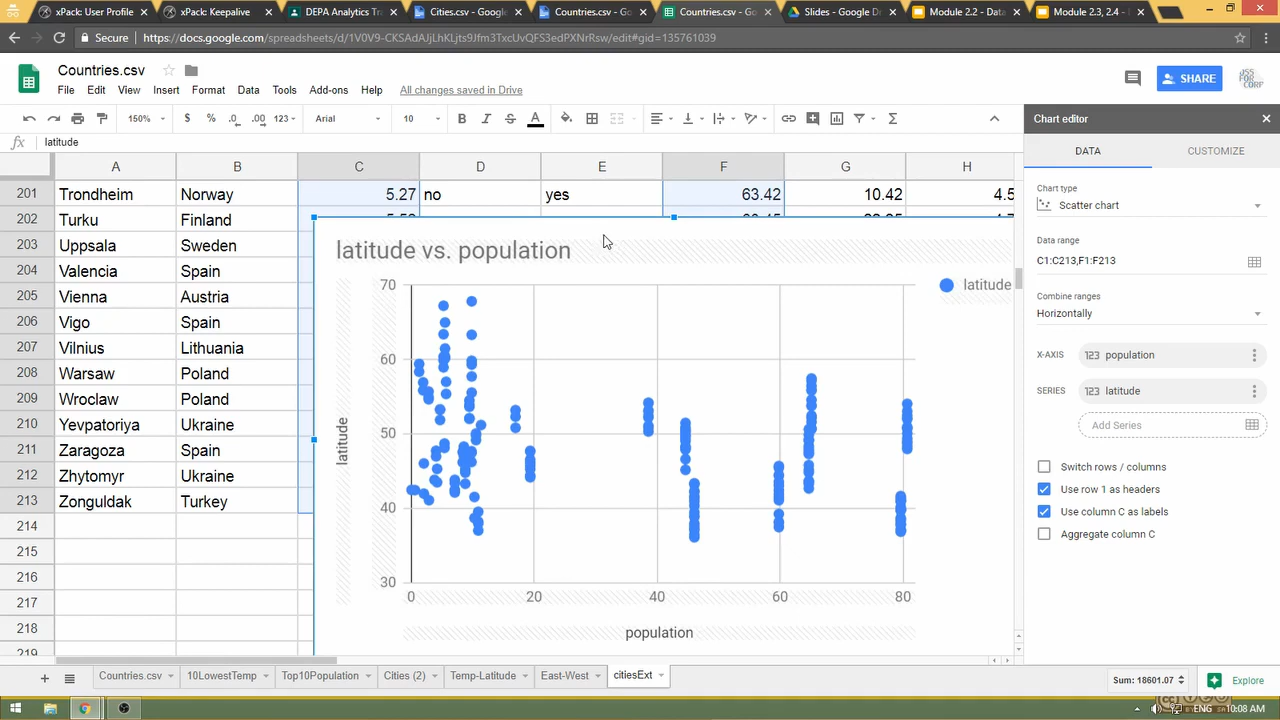 xPack: User Profile
xPack: Keepalive
DEPA Analytics Tr
Cities.csv - Google
Countries.csv - Go
Countries.csv - Go
Slides - Google D
Module 2.2 - Data
Module 2.3, 2.4 -
Secure
https://docs.google.com/spreadsheets/d/1V0V9-CKSAdAJjLhKLjts9Jfm3TxcUvQFS3edPXNrRsw/edit#gid=135761039
Countries.csv
File Edit View Insert Format Data Tools Add-ons Help All changes saved in Drive
SHARE
150% $ % .0 .00 123 Arial 10 B I S A Σ
fx latitude
A B C D E F G H
201 Trondheim Norway 5.27 no yes 63.42 10.42 4.5
202 Turku Finland
203 Uppsala Sweden
204 Valencia Spain
205 Vienna Austria
206 Vigo Spain
207 Vilnius Lithuania
208 Warsaw Poland
209 Wroclaw Poland
210 Yevpatoriya Ukraine
211 Zaragoza Spain
212 Zhytomyr Ukraine
213 Zonguldak Turkey
214
215
216
217
218
219
latitude vs. population
latitude
70
60
50
40
30
0 20 40 60 80
latitude
population
Chart editor
DATA CUSTOMIZE
Chart type
Scatter chart
Data range
C1:C213,F1:F213
Combine ranges
Horizontally
X-AXIS 123 population
SERIES 123 latitude
Add Series
Switch rows / columns
Use row 1 as headers
Use column C as labels
Aggregate column C
Countries.csv 10LowestTemp Top10Population Cities (2) Temp-Latitude East-West citiesExt
Sum: 18601.07
Explore
ENG 10:08 AM